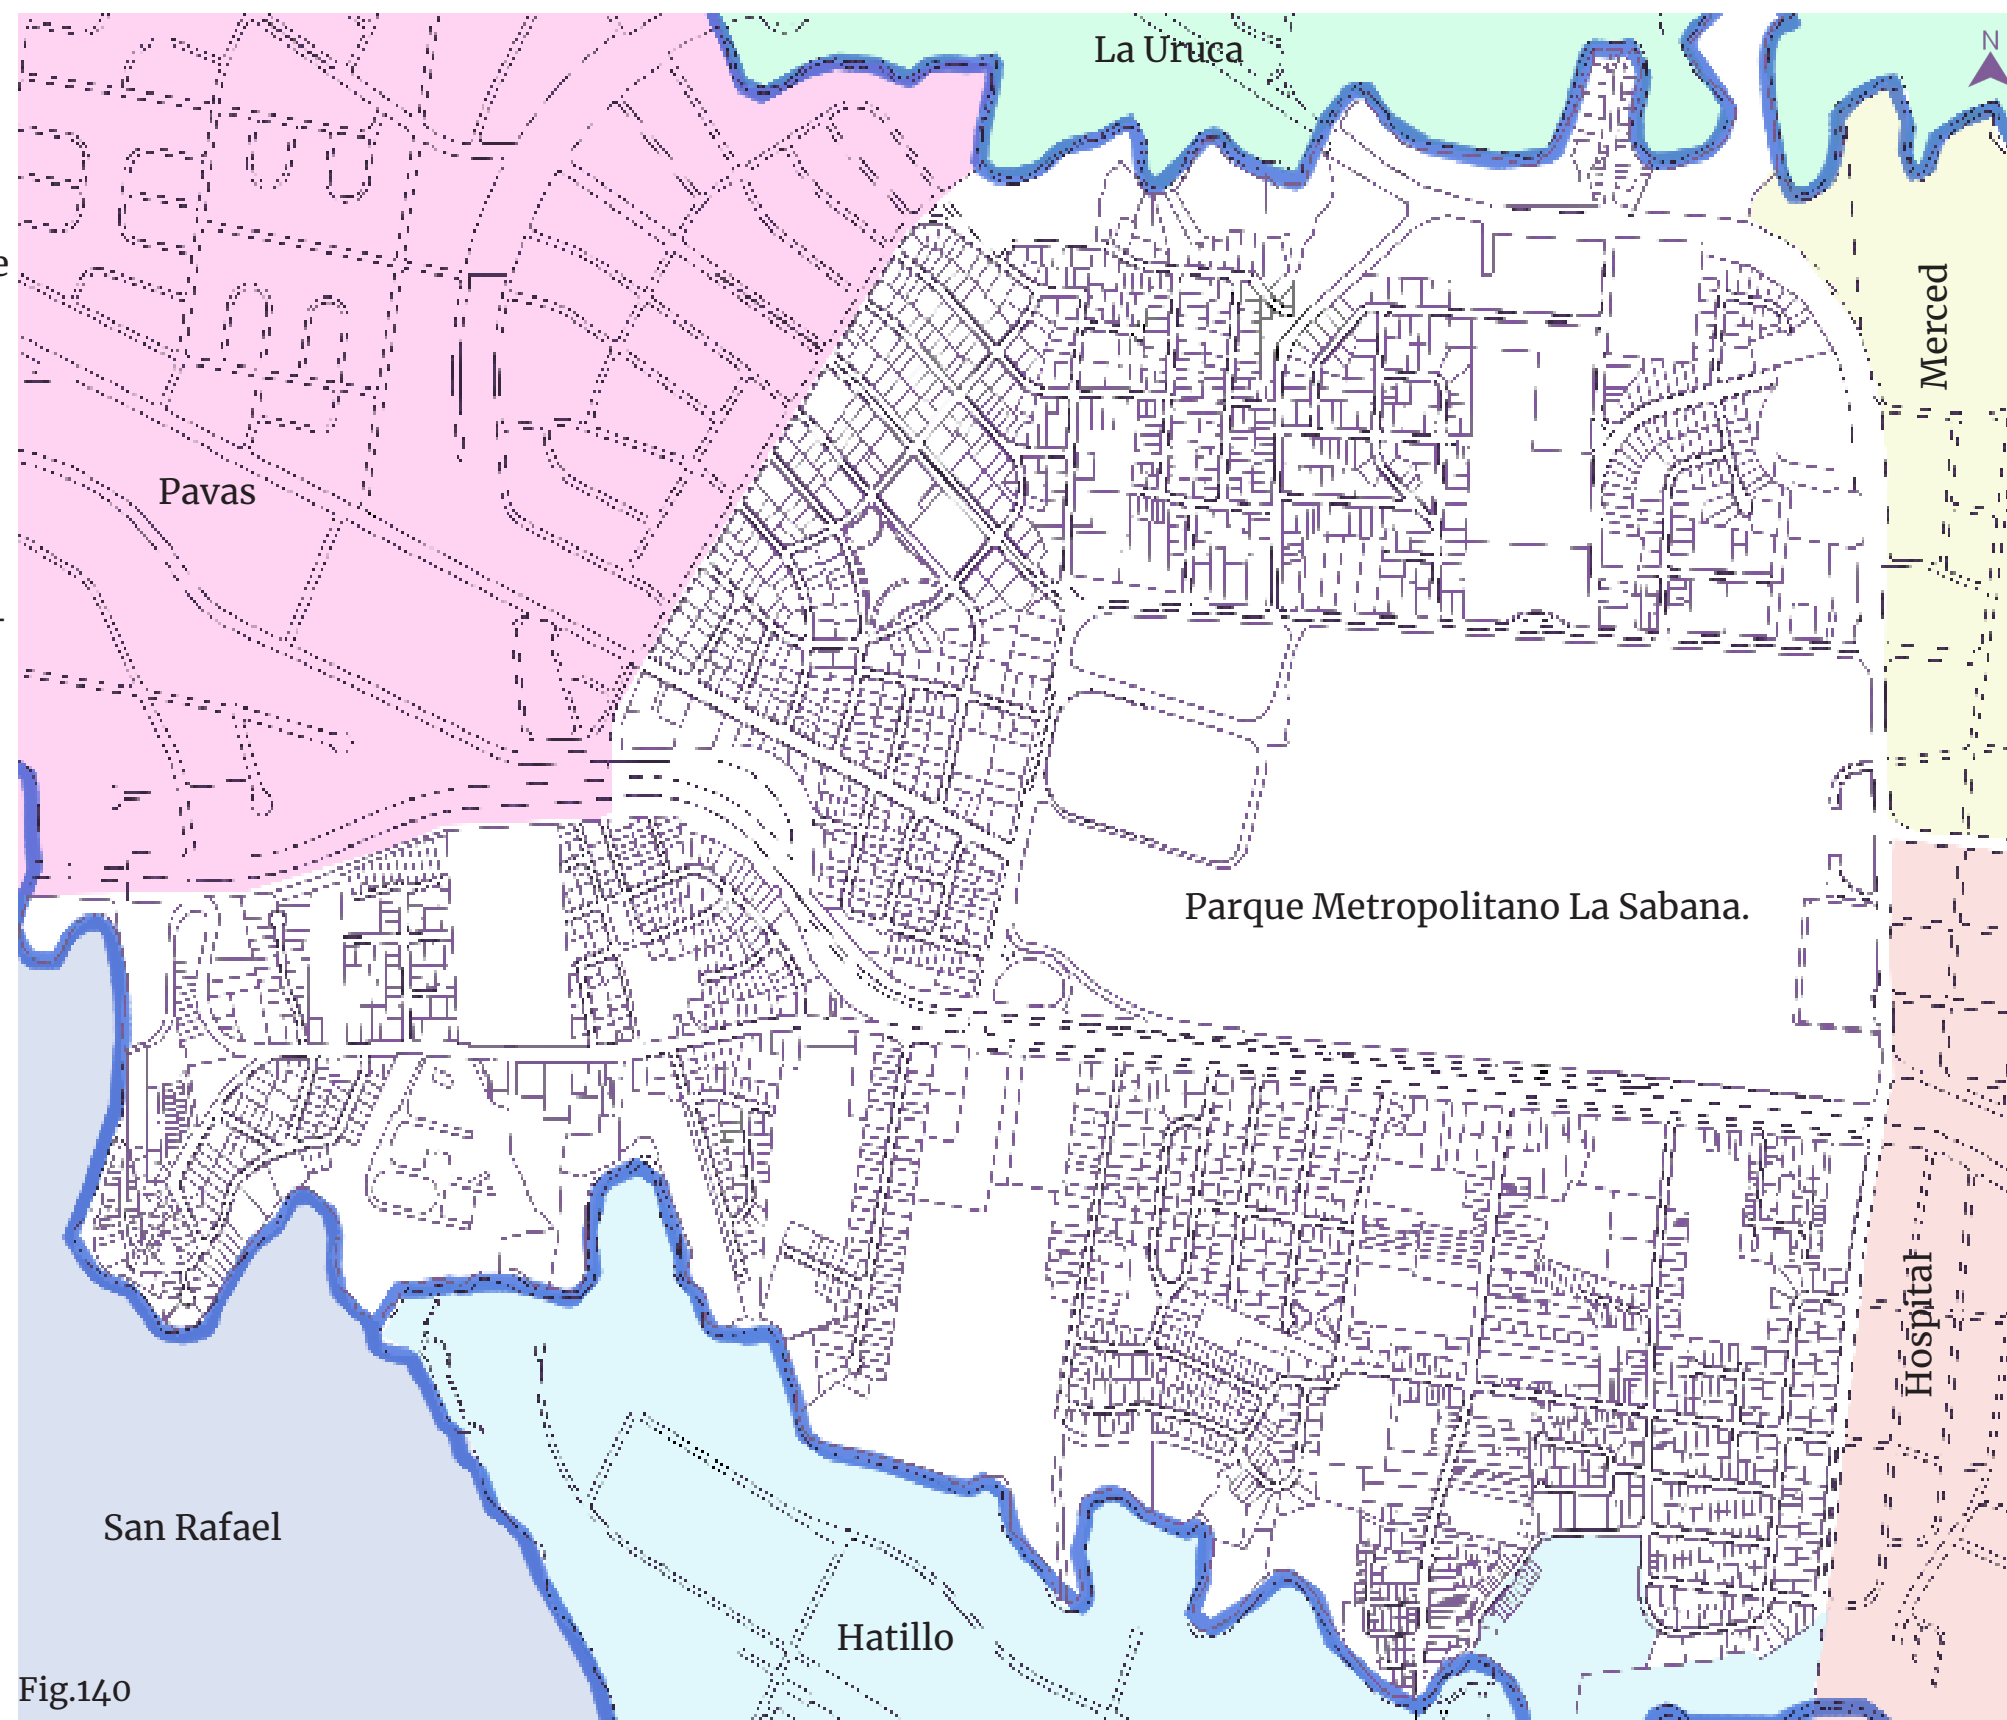 La Uruca
N
Merced
e
Pavas
Parque Metropolitano La Sabana.
Hospital
San Rafael
Hatillo
Fig.140